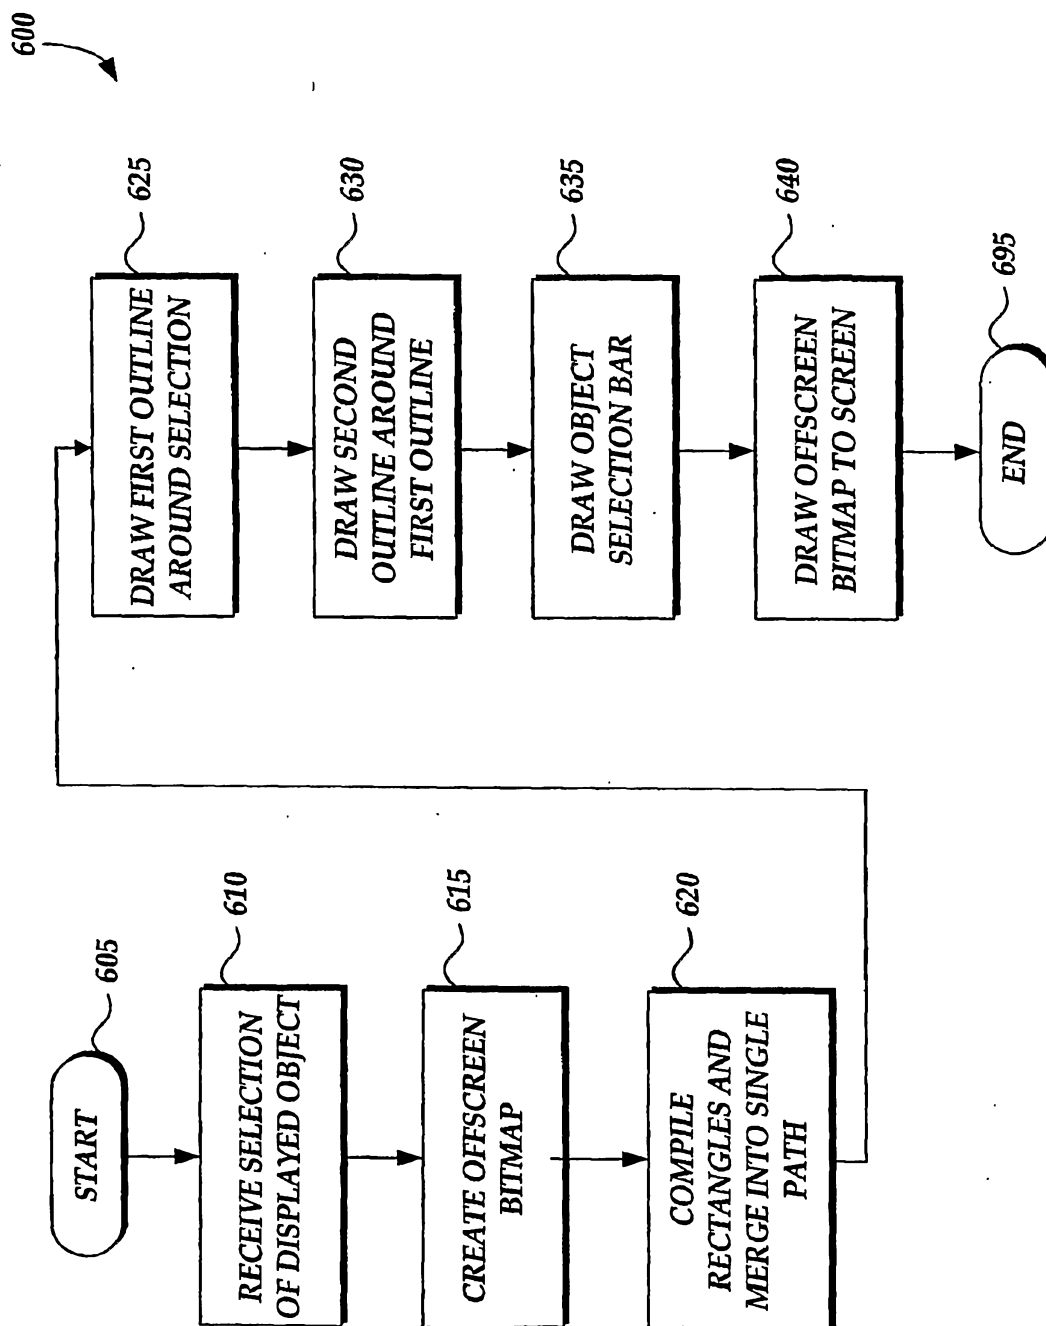 600
START
605
RECEIVE SELECTION
OF DISPLAYED OBJECT
610
CREATE OFFSCREEN
BITMAP
615
COMPILE
RECTANGLES AND
MERGE INTO SINGLE
PATH
620
DRAW FIRST OUTLINE
AROUND SELECTION
625
DRAW SECOND
OUTLINE AROUND
FIRST OUTLINE
630
DRAW OBJECT
SELECTION BAR
635
DRAW OFFSCREEN
BITMAP TO SCREEN
640
END
695